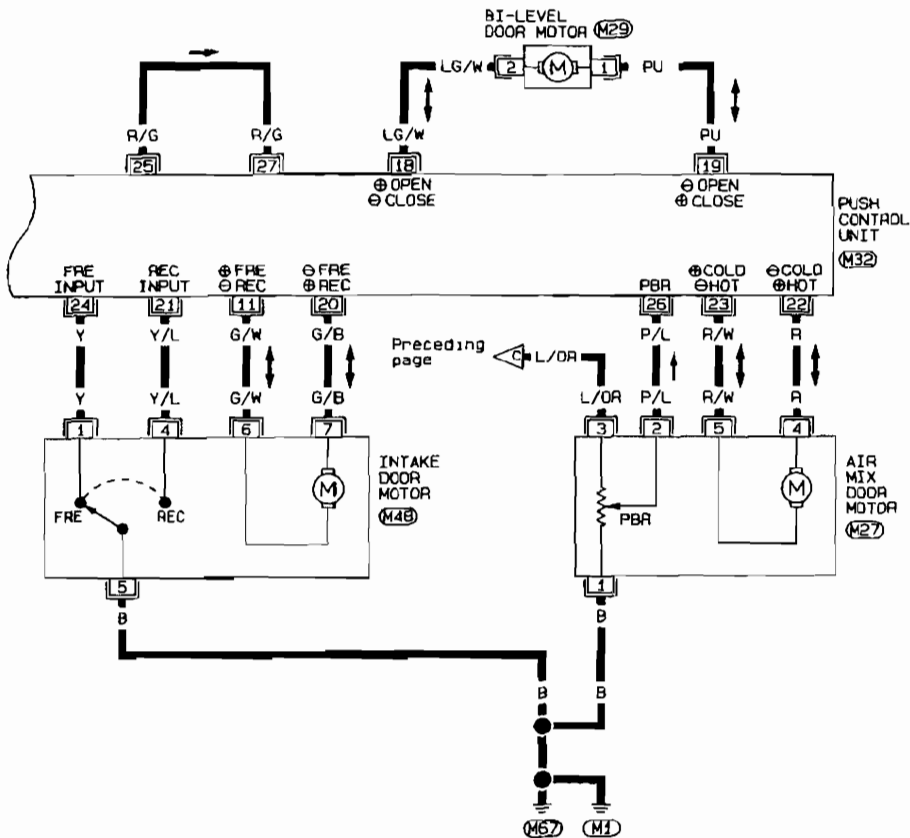 BI-LEVEL
DOOR MOTOR M29
LG/W 2 M 1 PU
R/G R/G LG/W PU
25 27 18 19
⊕ OPEN
⊖ CLOSE
⊖ OPEN
⊕ CLOSE
PUSH
CONTROL
UNIT
M32
FRE
INPUT
REC
INPUT
⊕ FRE
⊖ REC
⊖ FRE
⊕ REC
PBR
⊕COLD
⊖HOT
⊖COLD
⊕HOT
24 21 11 20 26 23 22
Y Y/L G/W G/B P/L R/W R
Preceding
page
C L/OR
Y Y/L G/W G/B L/OR P/L R/W R
1 4 6 7 3 2 5 4
INTAKE
DOOR
MOTOR
M48
M
FRE REC
AIR
MIX
DOOR
MOTOR
M27
M
PBR
5 1
B B
B B
M67 M1